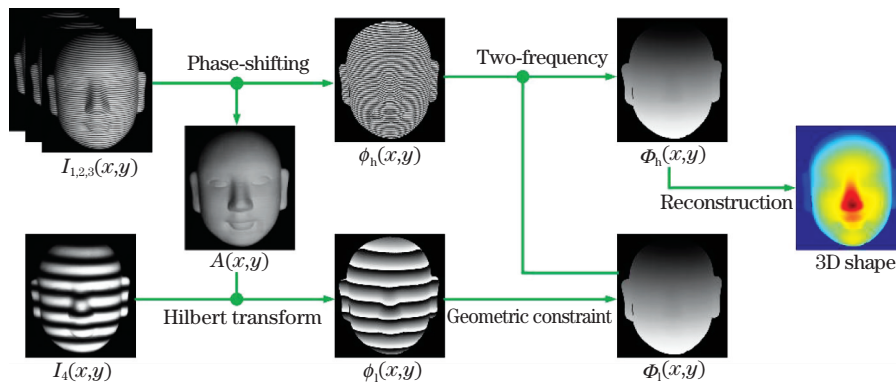 Phase-shifting
Two-frequency
I₁,₂,₃(x,y)
ϕₕ(x,y)
Φₕ(x,y)
Reconstruction
A(x,y)
3D shape
Hilbert transform
Geometric constraint
I₄(x,y)
ϕₗ(x,y)
Φₗ(x,y)